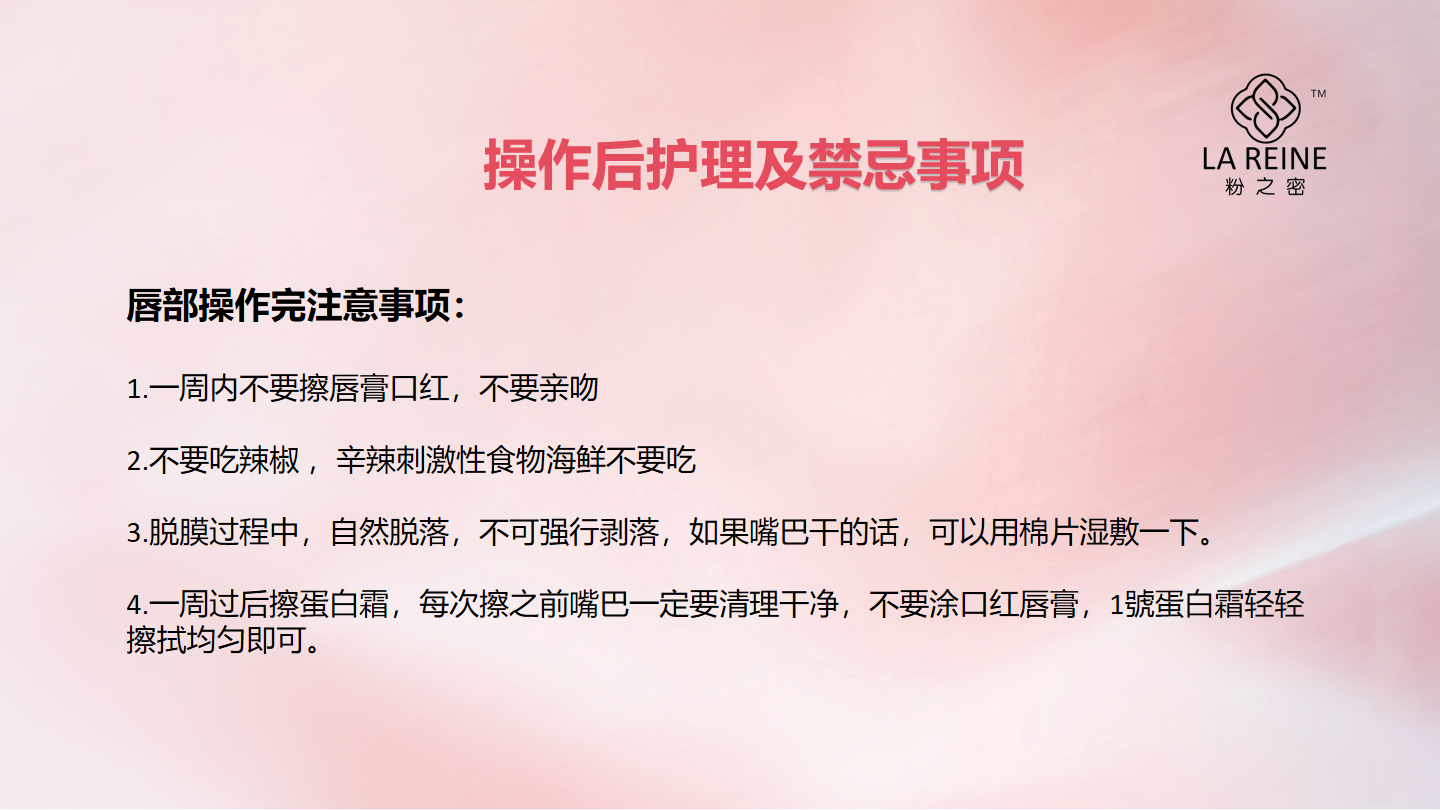 TM
LA REINE
粉之密
操作后护理及禁忌事项
唇部操作完注意事项：
1.一周内不要擦唇膏口红，不要亲吻
2.不要吃辣椒 ，辛辣刺激性食物海鲜不要吃
3.脱膜过程中，自然脱落，不可强行剥落，如果嘴巴干的话，可以用棉片湿敷一下。
4.一周过后擦蛋白霜，每次擦之前嘴巴一定要清理干净，不要涂口红唇膏，1號蛋白霜轻轻
擦拭均匀即可。